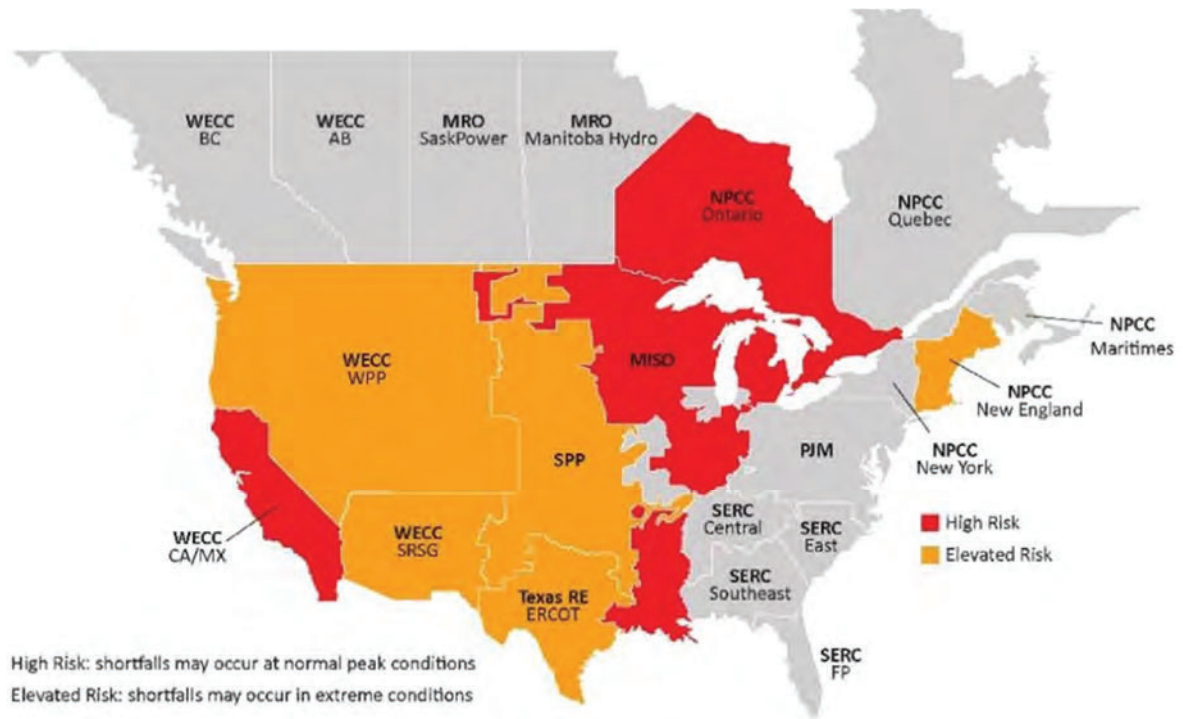 WECC
BC
WECC
AB
MRO
SaskPower
MRO
Manitoba Hydro
NPCC
Ontario
NPCC
Quebec
NPCC
Maritimes
WECC
WPP
MISO
NPCC
New England
SPP
PJM
NPCC
New York
WECC
CA/MX
WECC
SRSG
SERC
Central
SERC
East
High Risk
Elevated Risk
SERC
Southeast
Texas RE
ERCOT
SERC
FP
High Risk: shortfalls may occur at normal peak conditions
Elevated Risk: shortfalls may occur in extreme conditions